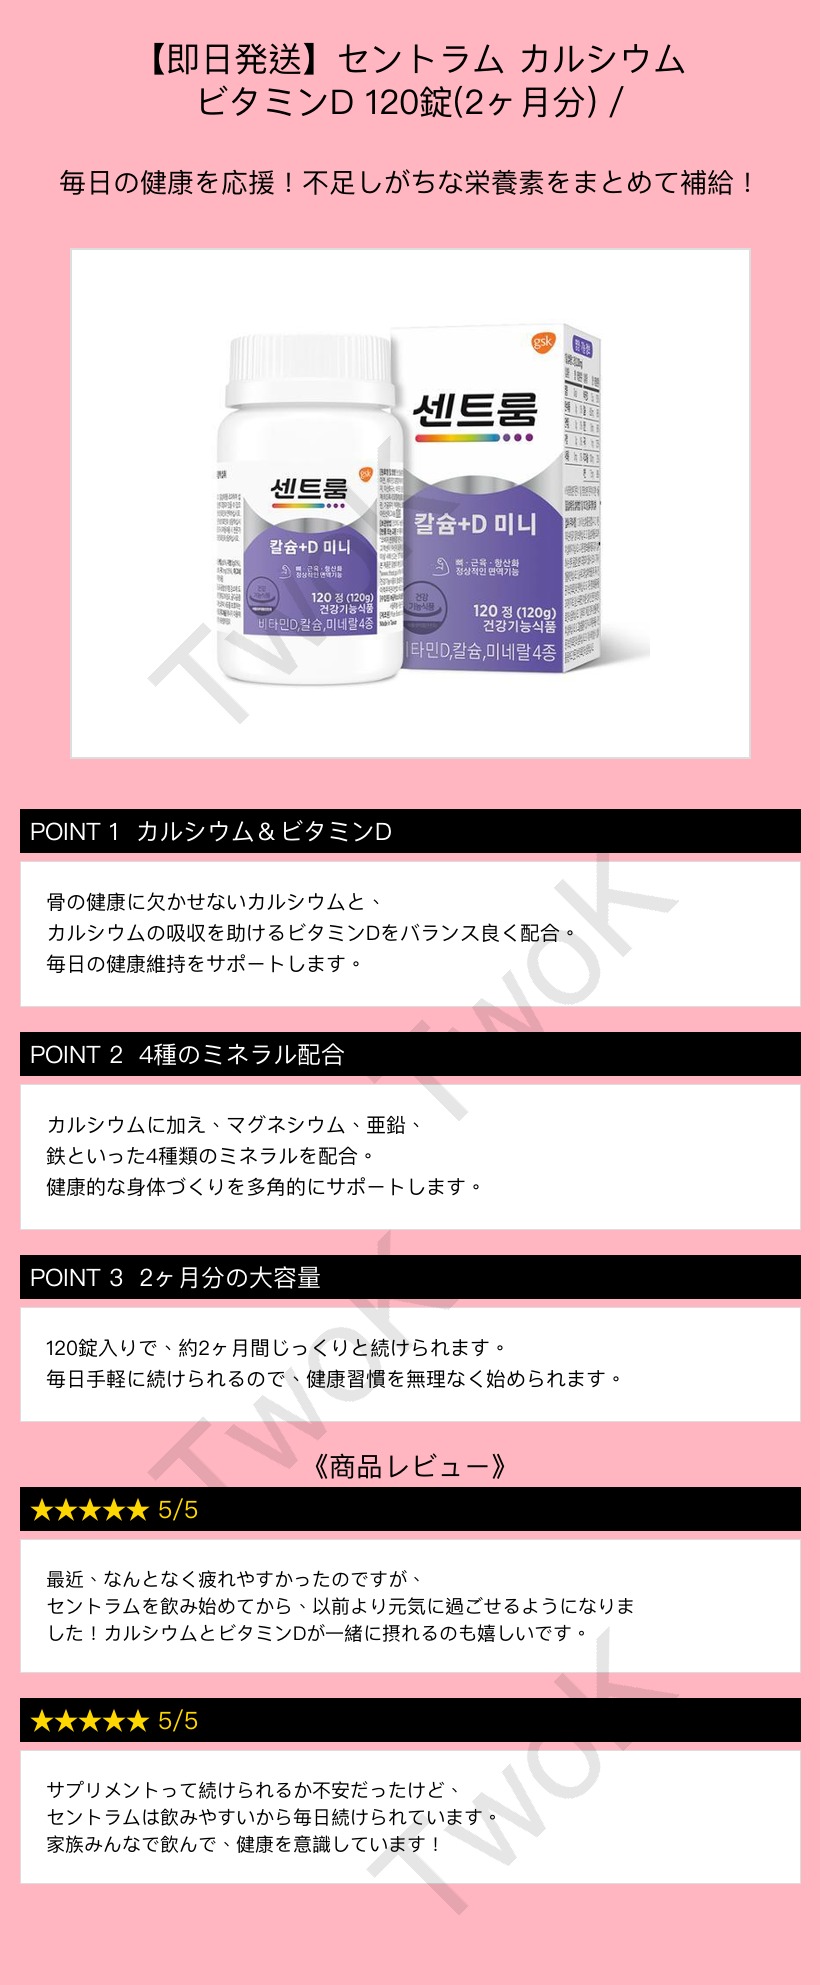 【即日発送】セントラム カルシウム
ビタミンD 120錠(2ヶ月分) /
毎日の健康を応援！不足しがちな栄養素をまとめて補給！
gsk
센트룸
칼슘+D 미니
뼈 · 근육 · 항산화
정상적인 면역기능
120 정 (120g)
건강기능식품
비타민D,칼슘,미네랄4종
gsk
센트룸
칼슘+D 미니
뼈 · 근육 · 항산화
정상적인 면역기능
건강
기능식품
120 정 (120g)
건강기능식품
비타민D,칼슘,미네랄4종
TwoK
POINT 1 カルシウム＆ビタミンD
骨の健康に欠かせないカルシウムと、
カルシウムの吸収を助けるビタミンDをバランス良く配合。
毎日の健康維持をサポートします。
TwoK
POINT 2 4種のミネラル配合
カルシウムに加え、マグネシウム、亜鉛、
鉄といった4種類のミネラルを配合。
健康的な身体づくりを多角的にサポートします。
POINT 3 2ヶ月分の大容量
120錠入りで、約2ヶ月間じっくりと続けられます。
毎日手軽に続けられるので、健康習慣を無理なく始められます。
TwoK
《商品レビュー》
★★★★★ 5/5
最近、なんとなく疲れやすかったのですが、
セントラムを飲み始めてから、以前より元気に過ごせるようになりま
した！カルシウムとビタミンDが一緒に摂れるのも嬉しいです。
★★★★★ 5/5
サプリメントって続けられるか不安だったけど、
セントラムは飲みやすいから毎日続けられています。
家族みんなで飲んで、健康を意識しています！
TwoK